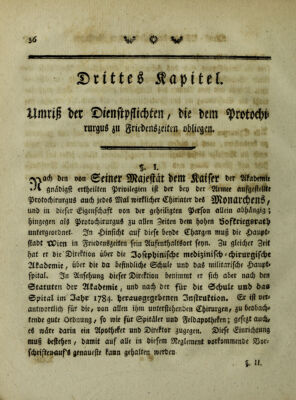 36
Drittes Kapitel.
Umriß der Dienstpflichten, die dem Protochi-
rurgus zu Friedenszeiten obliegen.
§. I.
Nach den von Seiner Majestät dem Kaiser der Akademie
gnädigst ertheilten Privilegien ist der bey der Armee aufgestellte
Protochirurgus auch jedes Mal wirklicher Chirurg des Monarchens,
und in dieser Eigenschaft von der geheiligten Person allein abhängig;
hingegen als Protochirurgus zu allen Zeiten dem hohen Hofkriegsrath
untergeordnet. In Hinsicht auf diese beyde Chargen muß die Haupt-
stadt Wien in Friedenszeiten sein Aufenthaltsort seyn. Zu gleicher Zeit
hat er die Direktion über die Josephinische medizinisch-chirurgische
Akademie, über die da befindliche Schule und das militärische Haupt-
spital. In Ansehung dieser Direktion benimmt er sich aber nach den
Statuten der Akademie, und nach der für die Schule und das
Spital im Jahr 1784. herausgegebenen Instruktion. Er ist ver-
antwortlich für die, von allen ihm unterstehenden Chirurgen, zu beobach-
tende gute Ordnung, so wie für Spitäler und Feldapotheken; gesezt auch,
es wäre darin ein Apotheker und Direktor zugegen. Diese Einrichtung
muß bestehen, damit auf alle in diesem Reglement vorkommende Vor-
schriften auf's genaueste kann gehalten werden
§. II.